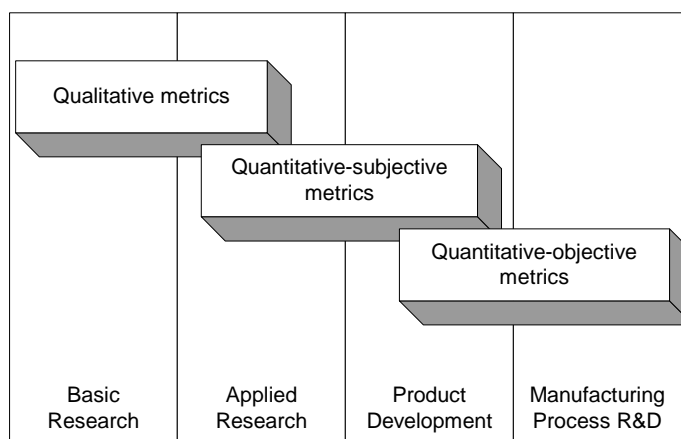 Qualitative metrics
Quantitative-subjective
metrics
Quantitative-objective
metrics
Basic
Research
Applied
Research
Product
Development
Manufacturing
Process R&D